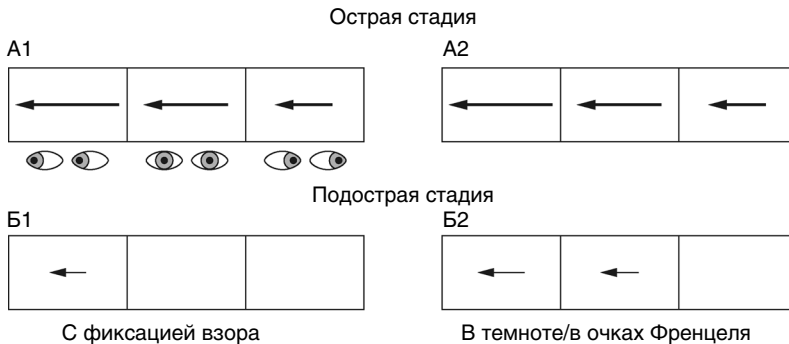 Острая стадия
А1
А2
Подострая стадия
Б1
Б2
С фиксацией взора
В темноте/в очках Френцеля